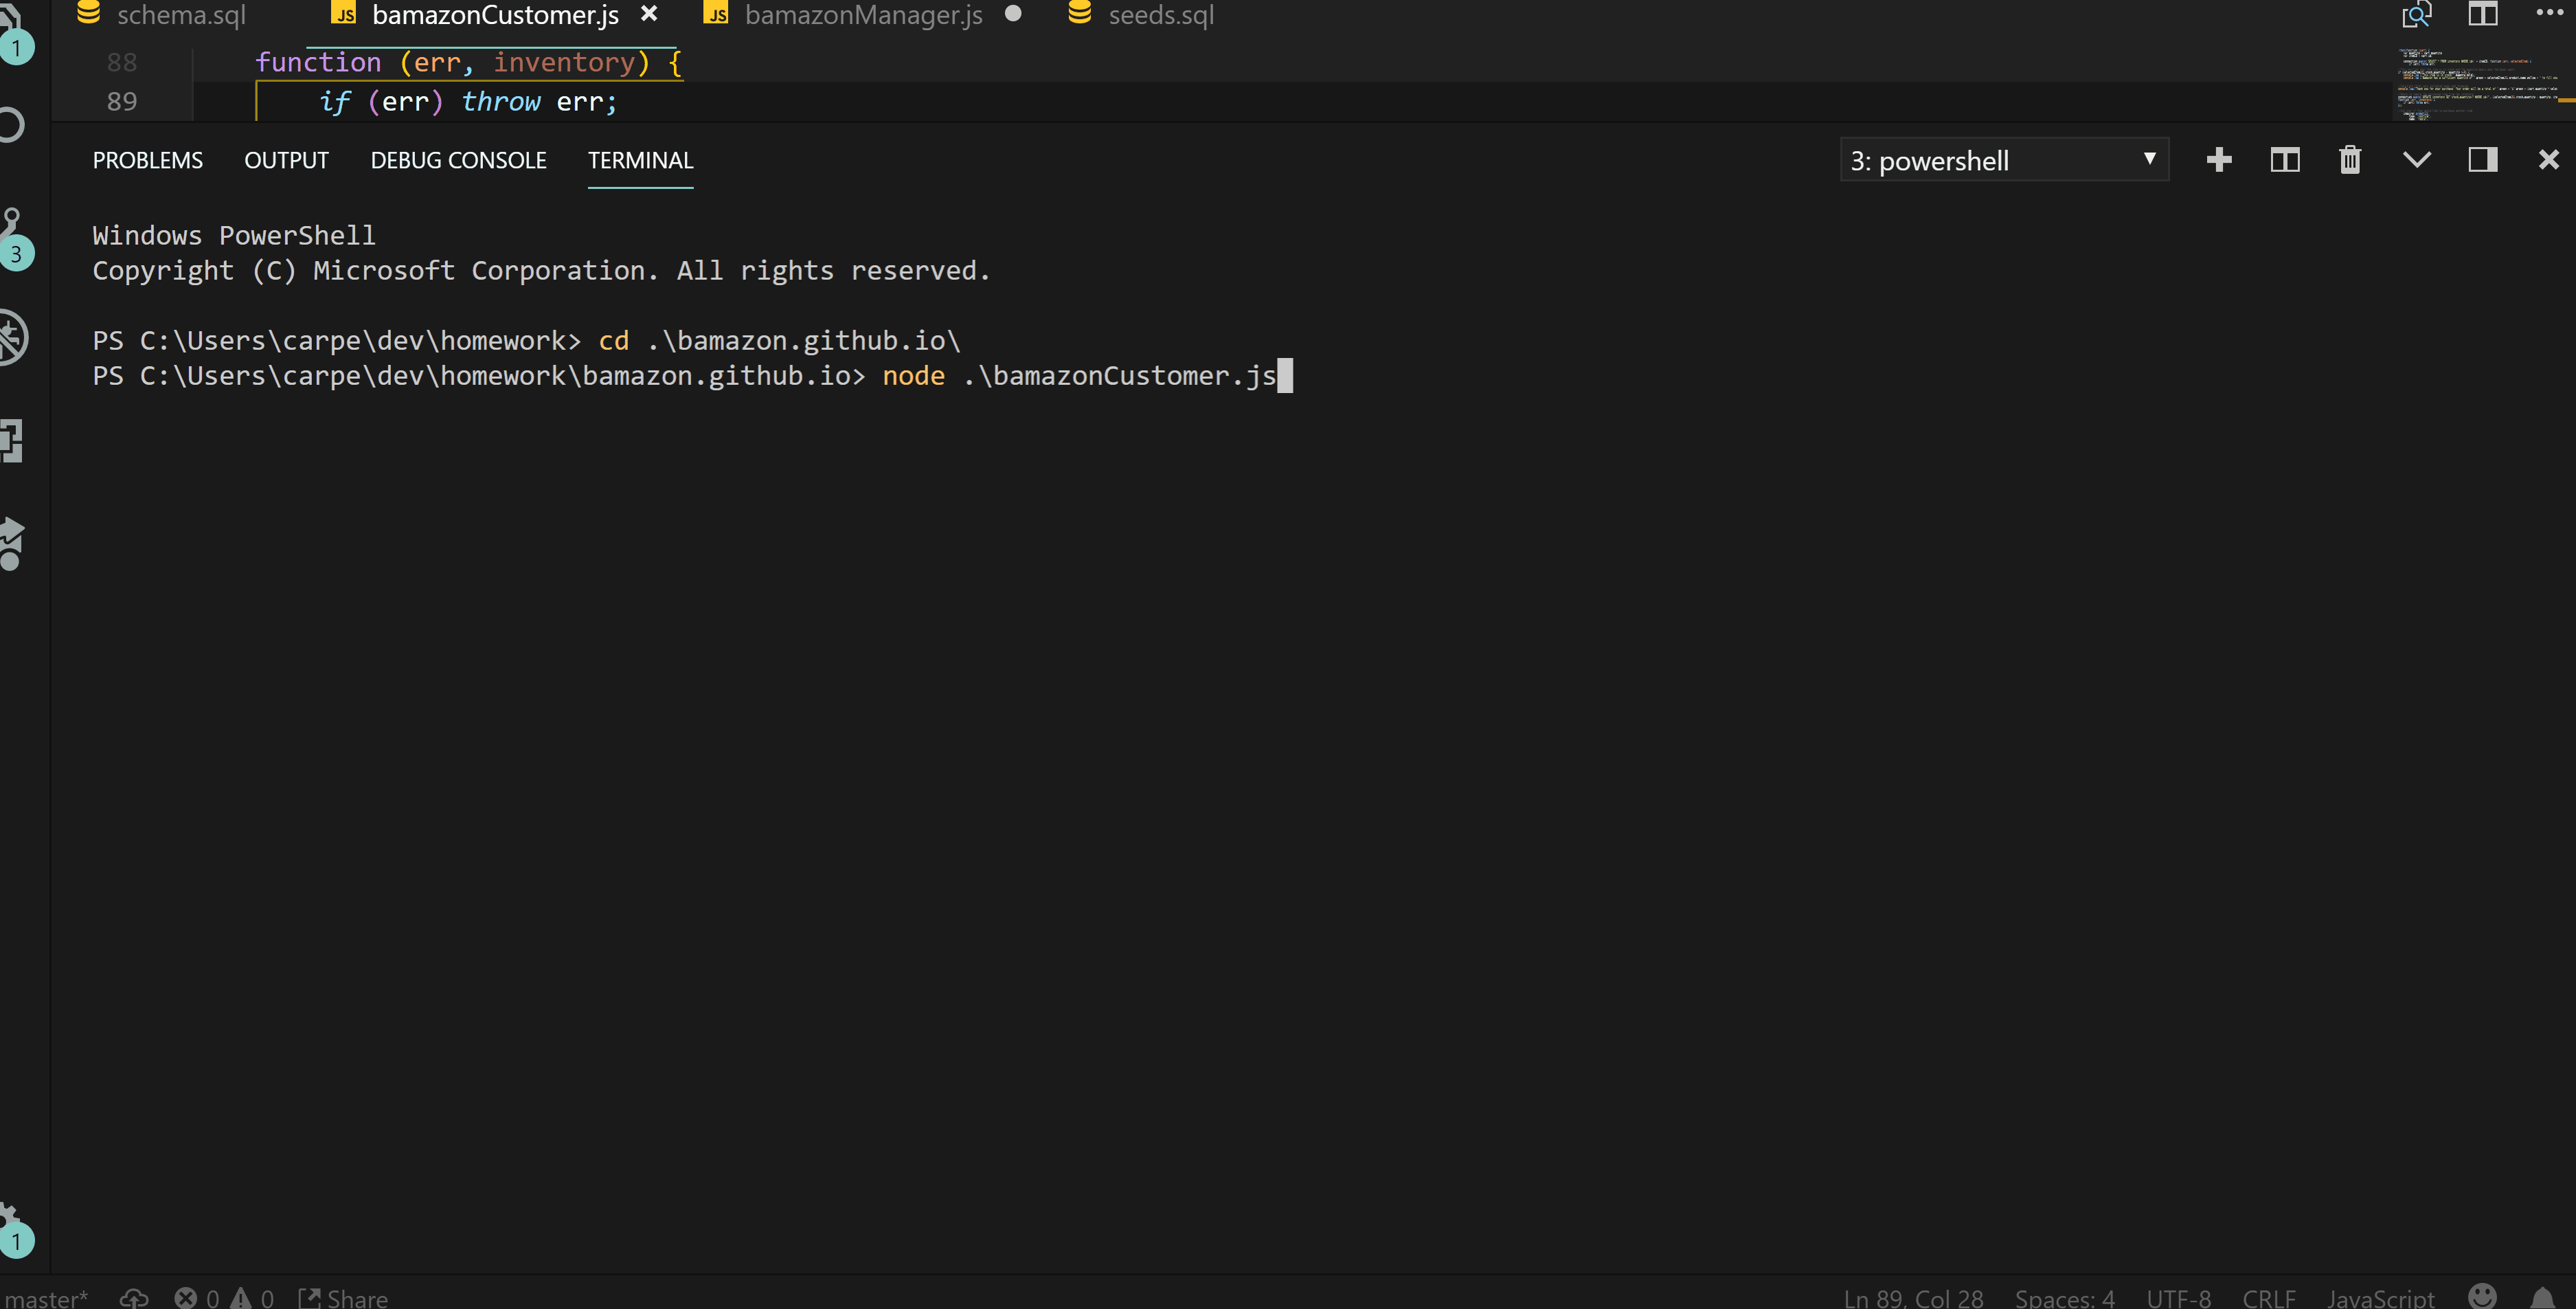 schema.sql JS bamazonCustomer.js JS bamazonManager.js seeds.sql
1
88 function (err, inventory) {
89 if (err) throw err;
PROBLEMS OUTPUT DEBUG CONSOLE TERMINAL 3: powershell
3
Windows PowerShell
Copyright (C) Microsoft Corporation. All rights reserved.
PS C:\Users\carpe\dev\homework> cd .\bamazon.github.io\
PS C:\Users\carpe\dev\homework\bamazon.github.io> node .\bamazonCustomer.js
1
master* 0 0 Share Ln 89, Col 28 Spaces: 4 UTF-8 CRLF JavaScript